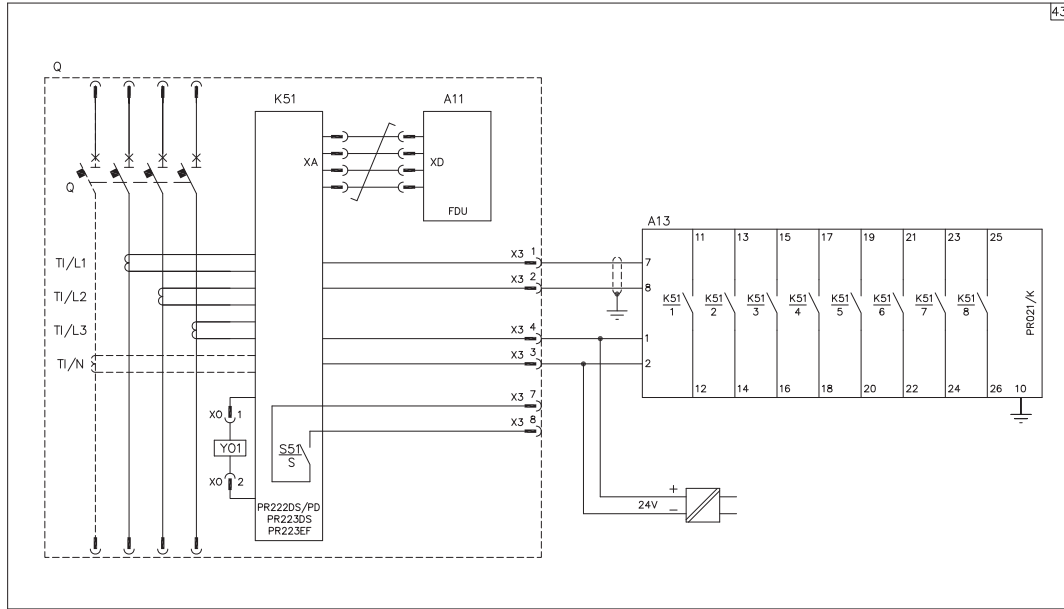 43
Q
K51
A11
XA
XD
FDU
Q
A13
11
13
15
17
19
21
23
25
TI/L1
X3 1
7
TI/L2
X3 2
8
K51
1
K51
2
K51
3
K51
4
K51
5
K51
6
K51
7
K51
8
PR021/K
TI/L3
X3 4
1
TI/N
X3 3
2
12
14
16
18
20
22
24
26
10
X3 7
X3 8
XO 1
YO1
XO 2
S51
S
PR222DS/PD
PR223DS
PR223EF
24V
+
−